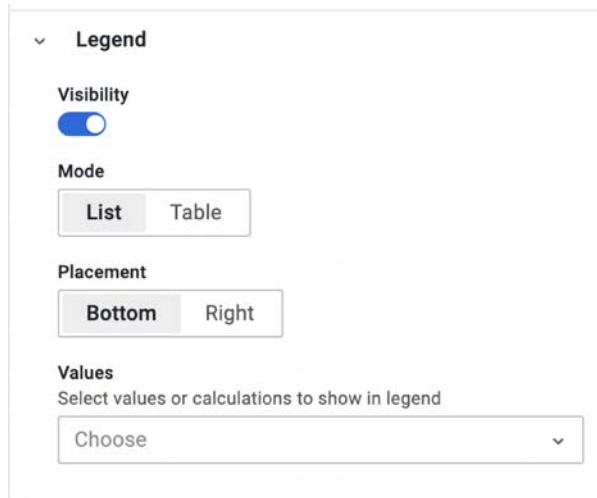 Legend
Visibility
Mode
List Table
Placement
Bottom Right
Values
Select values or calculations to show in legend
Choose